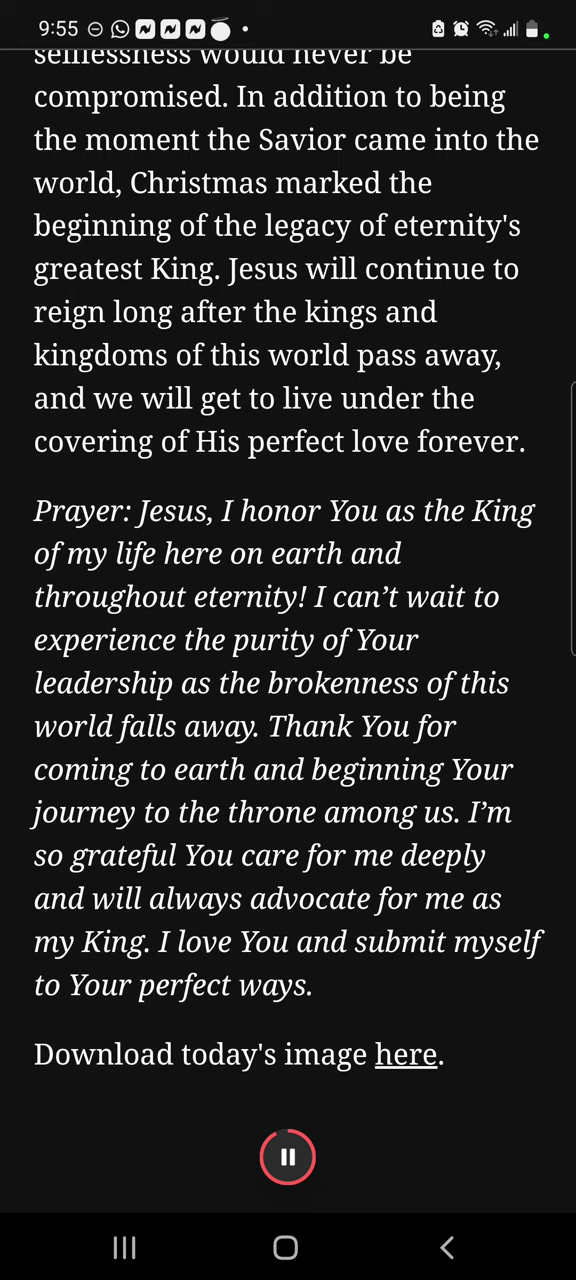 9:55
selflessness would never be
compromised. In addition to being
the moment the Savior came into the
world, Christmas marked the
beginning of the legacy of eternity's
greatest King. Jesus will continue to
reign long after the kings and
kingdoms of this world pass away,
and we will get to live under the
covering of His perfect love forever.
Prayer: Jesus, I honor You as the King
of my life here on earth and
throughout eternity! I can’t wait to
experience the purity of Your
leadership as the brokenness of this
world falls away. Thank You for
coming to earth and beginning Your
journey to the throne among us. I’m
so grateful You care for me deeply
and will always advocate for me as
my King. I love You and submit myself
to Your perfect ways.
Download today's image here.